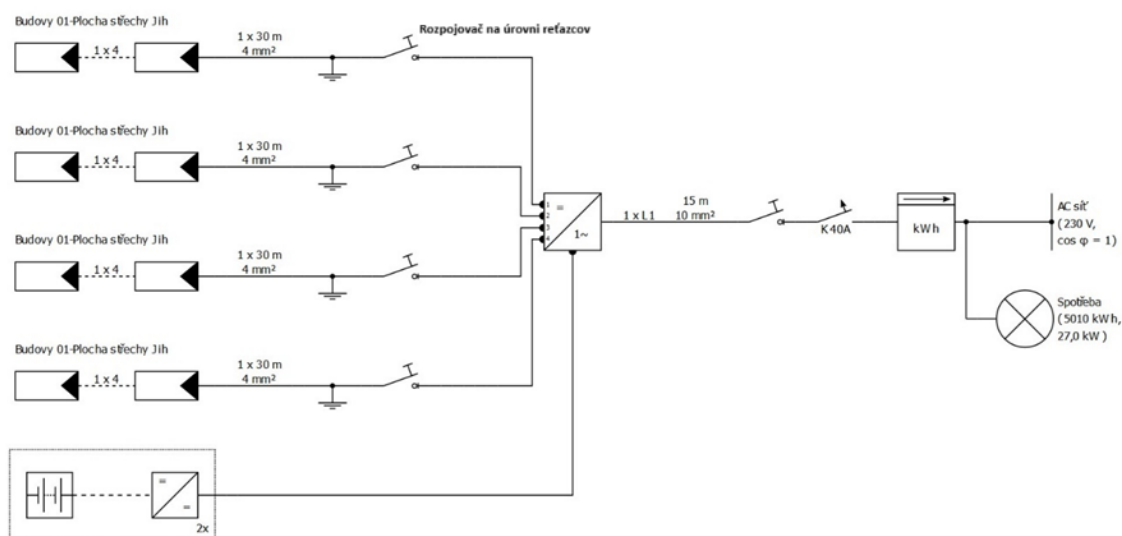 Budovy 01-Plocha střechy Jih
1 x 4
1 x 30 m
4 mm²
Rozpojovač na úrovni reťazcov
Budovy 01-Plocha střechy Jih
1 x 4
1 x 30 m
4 mm²
Budovy 01-Plocha střechy Jih
1 x 4
1 x 30 m
4 mm²
Budovy 01-Plocha střechy Jih
1 x 4
1 x 30 m
4 mm²
1
2
3
4
=
1~
1 x L1
15 m
10 mm²
K 40A
kWh
AC síť
(230 V,
cos φ = 1)
Spotřeba
(5010 kWh,
27,0 kW)
=
=
2x